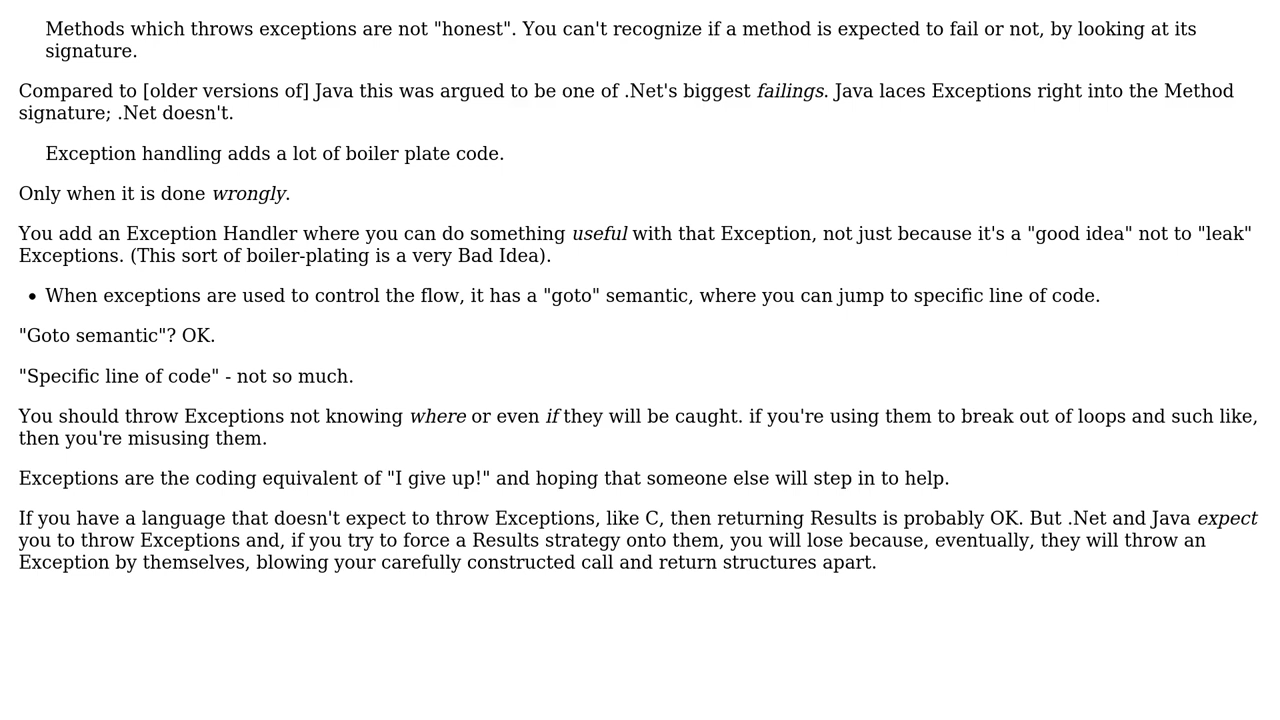 Methods which throws exceptions are not "honest". You can't recognize if a method is expected to fail or not, by looking at its
signature.
Compared to [older versions of] Java this was argued to be one of .Net's biggest failings. Java laces Exceptions right into the Method
signature; .Net doesn't.
Exception handling adds a lot of boiler plate code.
Only when it is done wrongly.
You add an Exception Handler where you can do something useful with that Exception, not just because it's a "good idea" not to "leak"
Exceptions. (This sort of boiler-plating is a very Bad Idea).
• When exceptions are used to control the flow, it has a "goto" semantic, where you can jump to specific line of code.
"Goto semantic"? OK.
"Specific line of code" - not so much.
You should throw Exceptions not knowing where or even if they will be caught. if you're using them to break out of loops and such like,
then you're misusing them.
Exceptions are the coding equivalent of "I give up!" and hoping that someone else will step in to help.
If you have a language that doesn't expect to throw Exceptions, like C, then returning Results is probably OK. But .Net and Java expect
you to throw Exceptions and, if you try to force a Results strategy onto them, you will lose because, eventually, they will throw an
Exception by themselves, blowing your carefully constructed call and return structures apart.